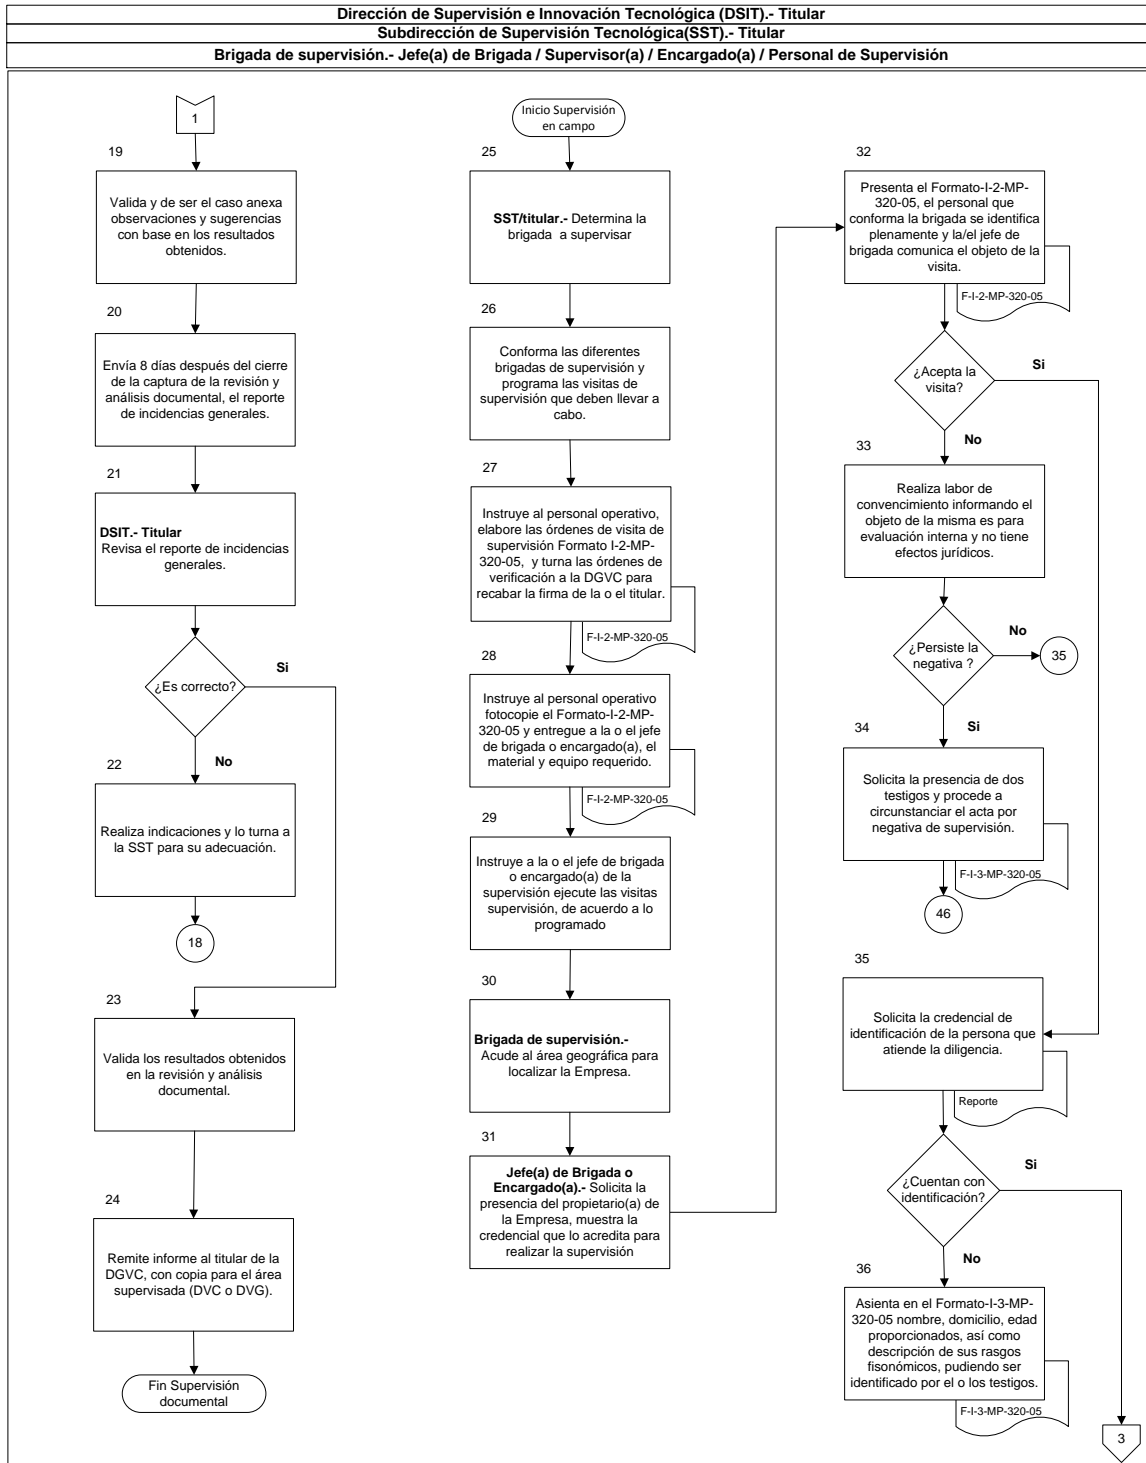 Dirección de Supervisión e Innovación Tecnológica (DSIT).- Titular
Subdirección de Supervisión Tecnológica(SST).- Titular
Brigada de supervisión.- Jefe(a) de Brigada / Supervisor(a) / Encargado(a) / Personal de Supervisión
1
19
Valida y de ser el caso anexa
observaciones y sugerencias
con base en los resultados
obtenidos.
20
Envía 8 días después del cierre
de la captura de la revisión y
análisis documental, el reporte
de incidencias generales.
21
DSIT.- Titular
Revisa el reporte de incidencias
generales.
¿Es correcto?
Si
No
22
Realiza indicaciones y lo turna a
la SST para su adecuación.
18
23
Valida los resultados obtenidos
en la revisión y análisis
documental.
24
Remite informe al titular de la
DGVC, con copia para el área
supervisada (DVC o DVG).
Fin Supervisión
documental
Inicio Supervisión
en campo
25
SST/titular.- Determina la
brigada a supervisar
26
Conforma las diferentes
brigadas de supervisión y
programa las visitas de
supervisión que deben llevar a
cabo.
27
Instruye al personal operativo,
elabore las órdenes de visita de
supervisión Formato I-2-MP-
320-05, y turna las órdenes de
verificación a la DGVC para
recabar la firma de la o el titular.
F-I-2-MP-320-05
28
Instruye al personal operativo
fotocopie el Formato-I-2-MP-
320-05 y entregue a la o el jefe
de brigada o encargado(a), el
material y equipo requerido.
F-I-2-MP-320-05
29
Instruye a la o el jefe de brigada
o encargado(a) de la
supervisión ejecute las visitas
supervisión, de acuerdo a lo
programado
30
Brigada de supervisión.-
Acude al área geográfica para
localizar la Empresa.
31
Jefe(a) de Brigada o
Encargado(a).- Solicita la
presencia del propietario(a) de
la Empresa, muestra la
credencial que lo acredita para
realizar la supervisión
32
Presenta el Formato-I-2-MP-
320-05, el personal que
conforma la brigada se identifica
plenamente y la/el jefe de
brigada comunica el objeto de la
visita.
F-I-2-MP-320-05
¿Acepta la
visita?
Si
No
33
Realiza labor de
convencimiento informando el
objeto de la misma es para
evaluación interna y no tiene
efectos jurídicos.
¿Persiste la
negativa ?
No
35
Si
34
Solicita la presencia de dos
testigos y procede a
circunstanciar el acta por
negativa de supervisión.
F-I-3-MP-320-05
46
35
Solicita la credencial de
identificación de la persona que
atiende la diligencia.
Reporte
¿Cuentan con
identificación?
Si
No
36
Asienta en el Formato-I-3-MP-
320-05 nombre, domicilio, edad
proporcionados, así como
descripción de sus rasgos
fisonómicos, pudiendo ser
identificado por el o los testigos.
F-I-3-MP-320-05
3